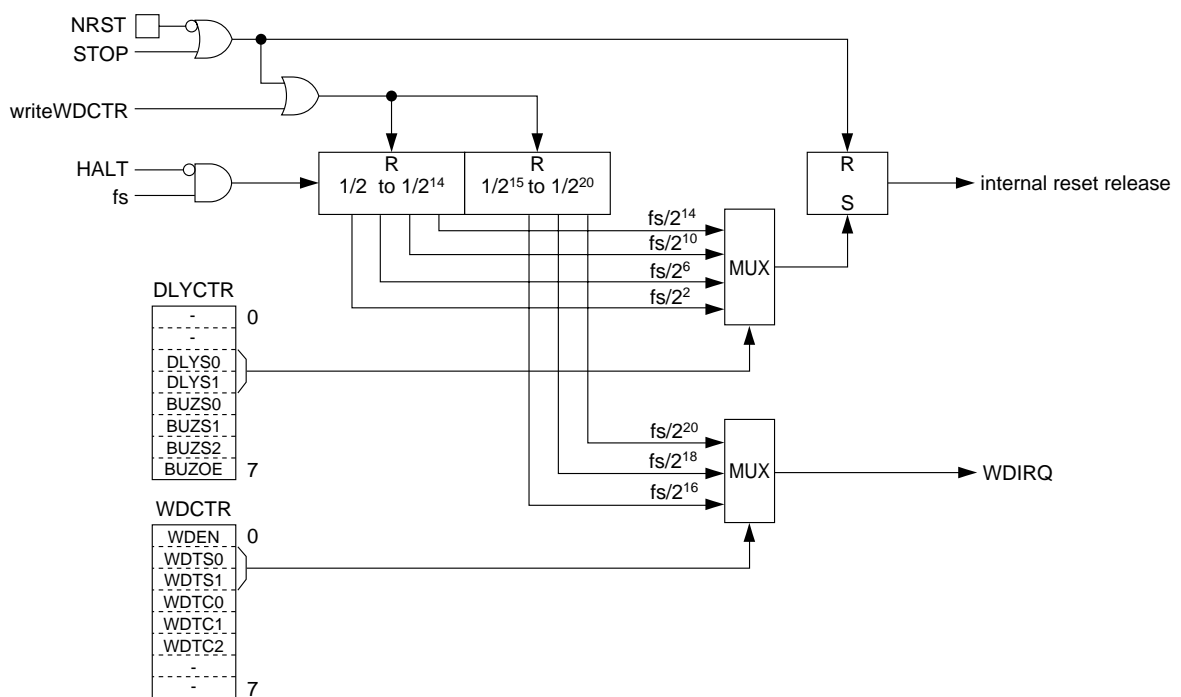 NRST
STOP
writeWDCTR
HALT
fs
R
1/2 to 1/2¹⁴
R
1/2¹⁵ to 1/2²⁰
R
S
internal reset release
fs/2¹⁴
fs/2¹⁰
fs/2⁶
fs/2²
MUX
DLYCTR
- 0
-
DLYS0
DLYS1
BUZS0
BUZS1
BUZS2
BUZOE 7
fs/2²⁰
fs/2¹⁸
fs/2¹⁶
MUX
WDIRQ
WDCTR
WDEN 0
WDTS0
WDTS1
WDTC0
WDTC1
WDTC2
-
- 7